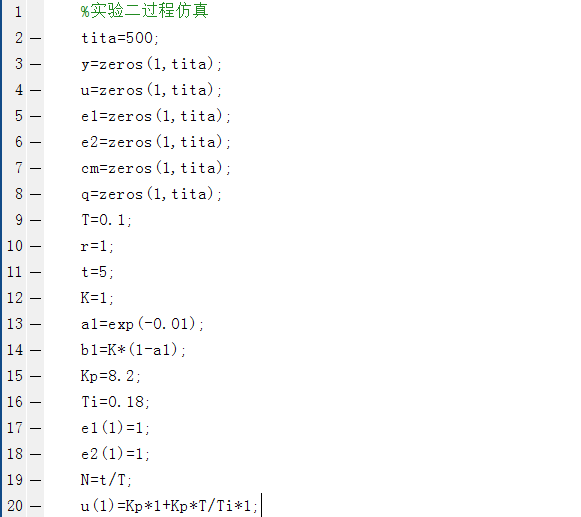 1 %实验二过程仿真
2 — tita=500;
3 — y=zeros(1,tita);
4 — u=zeros(1,tita);
5 — e1=zeros(1,tita);
6 — e2=zeros(1,tita);
7 — cm=zeros(1,tita);
8 — q=zeros(1,tita);
9 — T=0.1;
10 — r=1;
11 — t=5;
12 — K=1;
13 — a1=exp(-0.01);
14 — b1=K*(1-a1);
15 — Kp=8.2;
16 — Ti=0.18;
17 — e1(1)=1;
18 — e2(1)=1;
19 — N=t/T;
20 — u(1)=Kp*1+Kp*T/Ti*1;